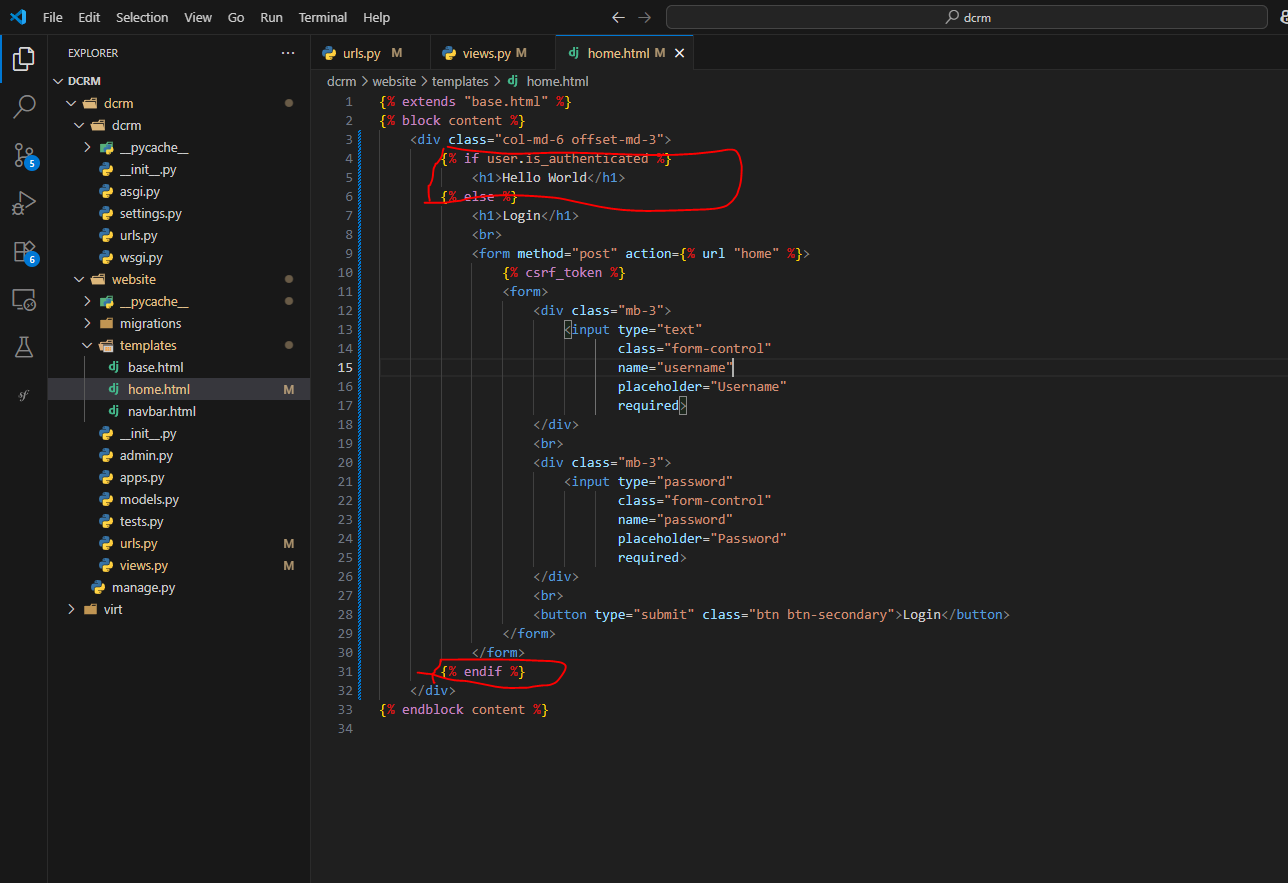 File Edit Selection View Go Run Terminal Help
dcrm
EXPLORER
DCRM
dcrm
dcrm
__pycache__
__init__.py
asgi.py
settings.py
urls.py
wsgi.py
website
__pycache__
migrations
templates
base.html
home.html M
navbar.html
__init__.py
admin.py
apps.py
models.py
tests.py
urls.py M
views.py M
manage.py
virt
5
6
sf
urls.py M views.py M home.html M
dcrm > website > templates > dj home.html
1 {% extends "base.html" %}
2 {% block content %}
3 <div class="col-md-6 offset-md-3">
4 {% if user.is_authenticated %}
5 <h1>Hello World</h1>
6 {% else %}
7 <h1>Login</h1>
8 <br>
9 <form method="post" action={% url "home" %}>
10 {% csrf_token %}
11 <form>
12 <div class="mb-3">
13 <input type="text"
14 class="form-control"
15 name="username"
16 placeholder="Username"
17 required>
18 </div>
19 <br>
20 <div class="mb-3">
21 <input type="password"
22 class="form-control"
23 name="password"
24 placeholder="Password"
25 required>
26 </div>
27 <br>
28 <button type="submit" class="btn btn-secondary">Login</button>
29 </form>
30 </form>
31 {% endif %}
32 </div>
33 {% endblock content %}
34